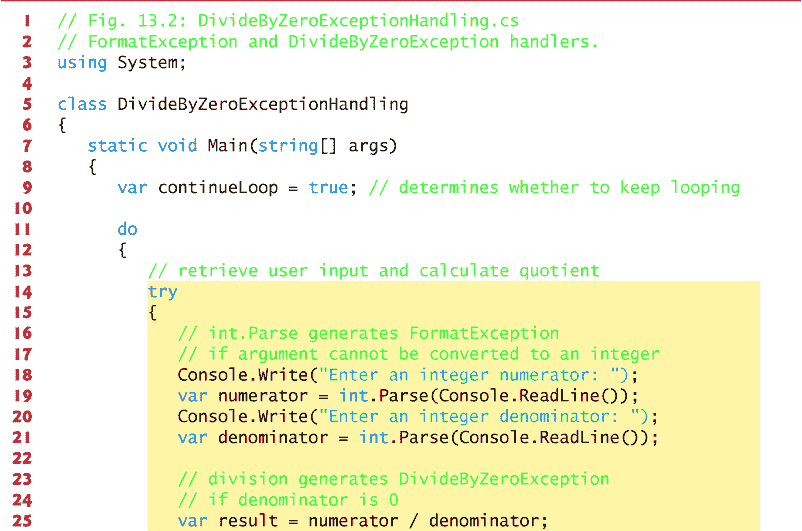 1 // Fig. 13.2: DivideByZeroExceptionHandling.cs
2 // FormatException and DivideByZeroException handlers.
3 using System;
4
5 class DivideByZeroExceptionHandling
6 {
7 static void Main(string[] args)
8 {
9 var continueLoop = true; // determines whether to keep looping
10
11 do
12 {
13 // retrieve user input and calculate quotient
14 try
15 {
16 // int.Parse generates FormatException
17 // if argument cannot be converted to an integer
18 Console.Write("Enter an integer numerator: ");
19 var numerator = int.Parse(Console.ReadLine());
20 Console.Write("Enter an integer denominator: ");
21 var denominator = int.Parse(Console.ReadLine());
22
23 // division generates DivideByZeroException
24 // if denominator is 0
25 var result = numerator / denominator;